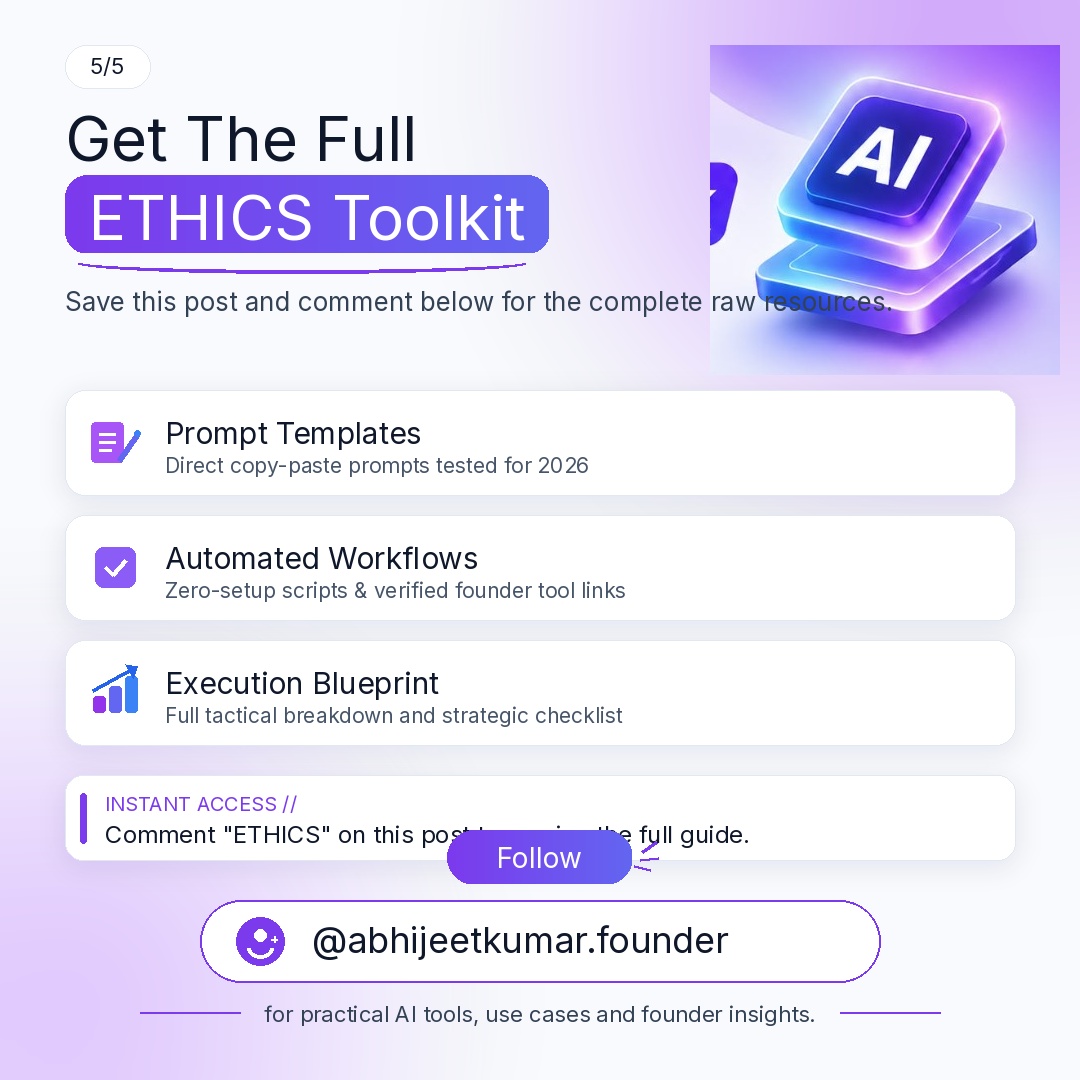 5/5
Get The Full
ETHICS Toolkit
AI
Save this post and comment below for the complete raw resources.
Prompt Templates
Direct copy-paste prompts tested for 2026
Automated Workflows
Zero-setup scripts & verified founder tool links
Execution Blueprint
Full tactical breakdown and strategic checklist
INSTANT ACCESS //
Comment "ETHICS" on this post full guide.
Follow
@abhijeetkumar.founder
for practical AI tools, use cases and founder insights.